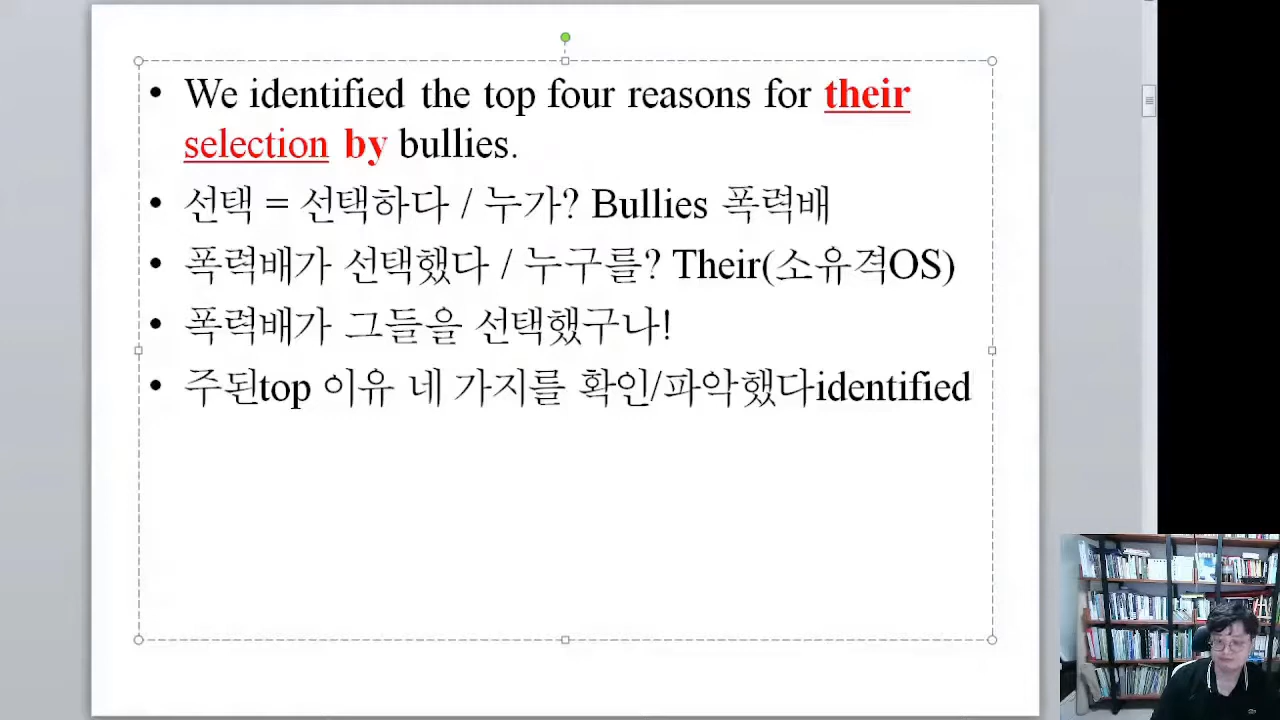 • We identified the top four reasons for their
selection by bullies.
• 선택 = 선택하다 / 누가? Bullies 폭력배
• 폭력배가 선택했다 / 누구를? Their(소유격OS)
• 폭력배가 그들을 선택했구나!
• 주된top 이유 네 가지를 확인/파악했다identified